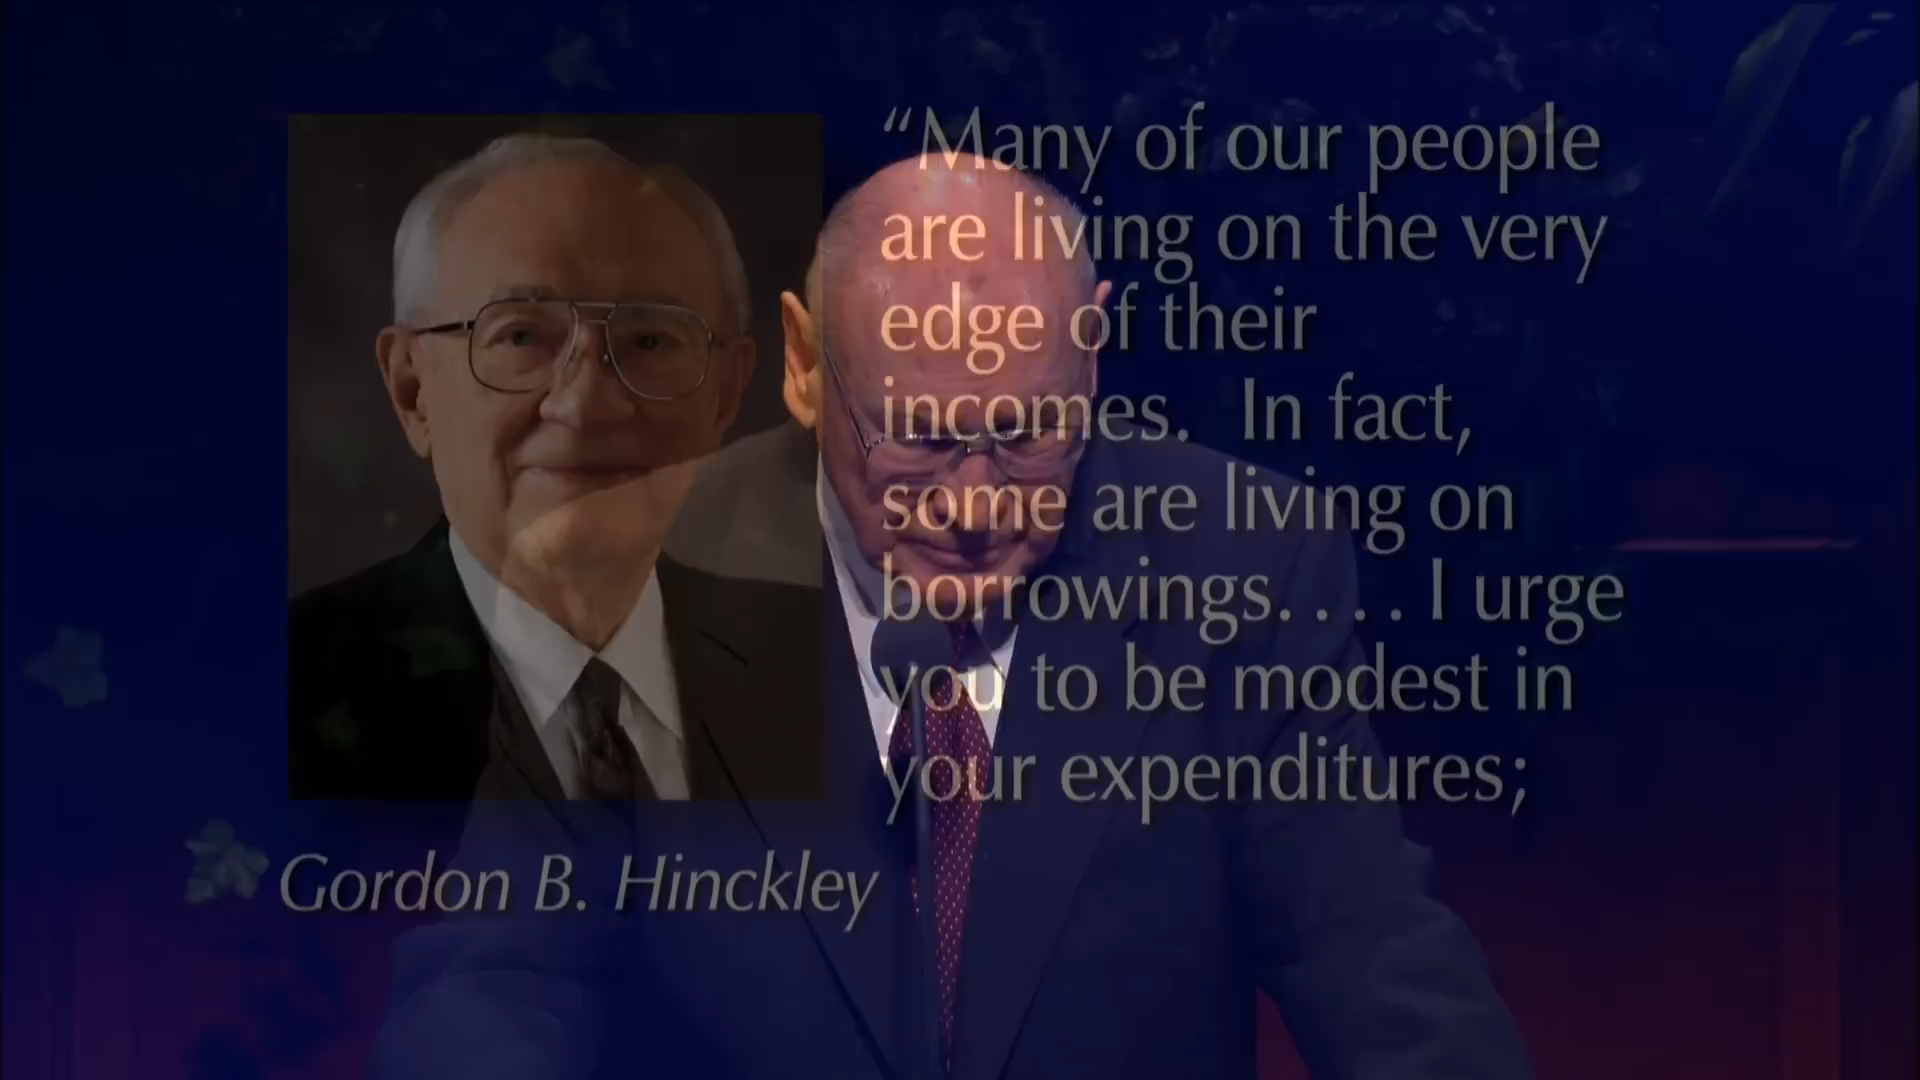 “Many of our people
are living on the very
edge of their
incomes. In fact,
some are living on
borrowings. . . . I urge
you to be modest in
your expenditures;
Gordon B. Hinckley